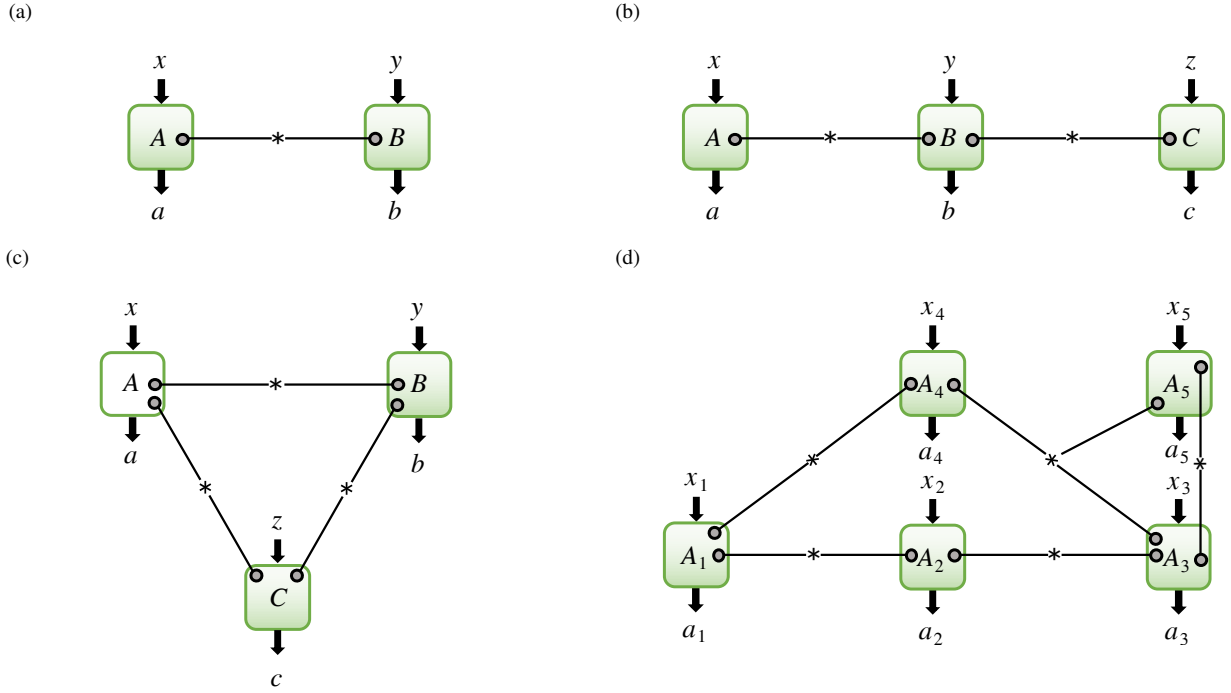 (a) (b)
x y x y z
A * B A * B * C
a b a b c
(c) (d)
x y x₄ x₅
A * B A₄ A₅
a b a₄ a₅
* * * * *
x₁ x₂ x₃
z
A₁ * A₂ * A₃
C
a₁ a₂ a₃
c